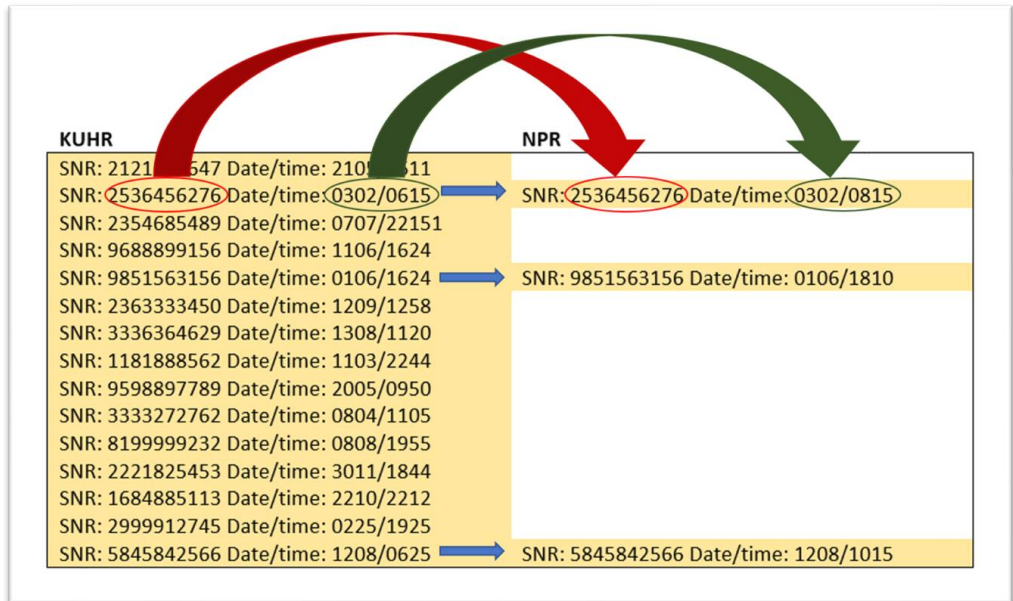 KUHR
NPR
SNR: 2121 647 Date/time: 210 11
SNR: 2536456276 Date/time: 0302/0615
SNR: 2536456276 Date/time: 0302/0815
SNR: 2354685489 Date/time: 0707/22151
SNR: 9688899156 Date/time: 1106/1624
SNR: 9851563156 Date/time: 0106/1624
SNR: 9851563156 Date/time: 0106/1810
SNR: 2363333450 Date/time: 1209/1258
SNR: 3336364629 Date/time: 1308/1120
SNR: 1181888562 Date/time: 1103/2244
SNR: 9598897789 Date/time: 2005/0950
SNR: 3333272762 Date/time: 0804/1105
SNR: 8199999232 Date/time: 0808/1955
SNR: 2221825453 Date/time: 3011/1844
SNR: 1684885113 Date/time: 2210/2212
SNR: 2999912745 Date/time: 0225/1925
SNR: 5845842566 Date/time: 1208/0625
SNR: 5845842566 Date/time: 1208/1015